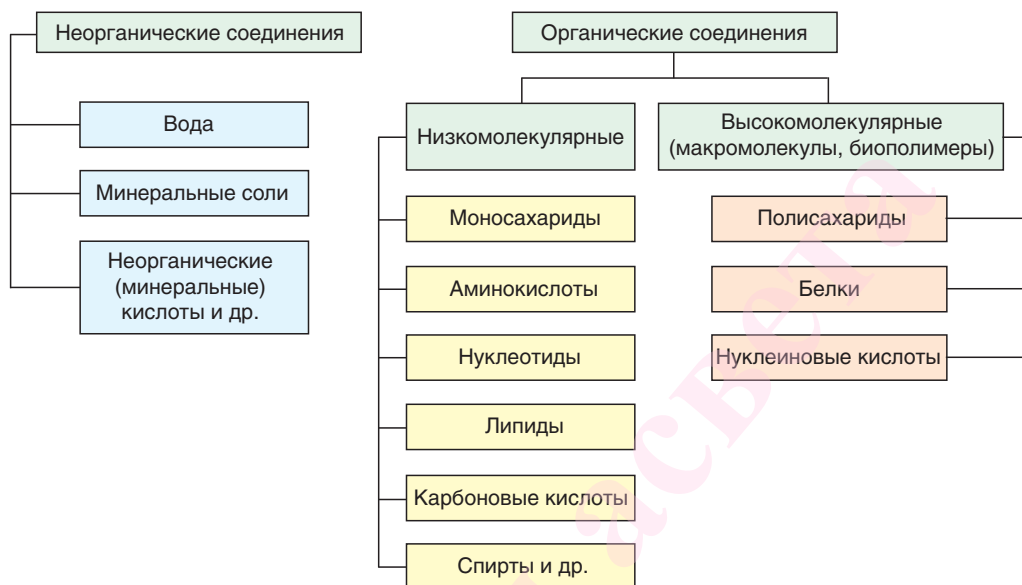 Неорганические соединения
Органические соединения
Вода
Минеральные соли
Неорганические
(минеральные)
кислоты и др.
Низкомолекулярные
Высокомолекулярные
(макромолекулы, биополимеры)
Моносахариды
Аминокислоты
Нуклеотиды
Липиды
Карбоновые кислоты
Спирты и др.
Полисахариды
Белки
Нуклеиновые кислоты